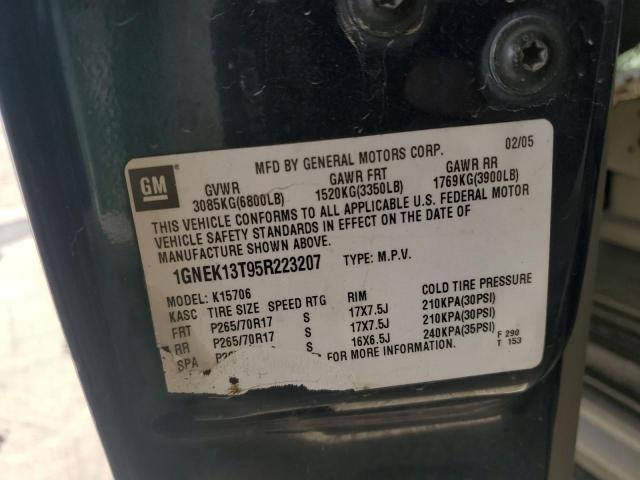 MFD BY GENERAL MOTORS CORP. 02/05
GM
GVWR GAWR FRT GAWR RR
3085KG(6800LB) 1520KG(3350LB) 1769KG(3900LB)
THIS VEHICLE CONFORMS TO ALL APPLICABLE U.S. FEDERAL MOTOR
VEHICLE SAFETY STANDARDS IN EFFECT ON THE DATE OF
MANUFACTURE SHOWN ABOVE.
1GNEK13T95R223207 TYPE: M.P.V.
MODEL: K15706
KASC TIRE SIZE SPEED RTG RIM COLD TIRE PRESSURE
FRT P265/70R17 S 17X7.5J 210KPA(30PSI)
RR P265/70R17 S 17X7.5J 210KPA(30PSI)
SPA S 16X6.5J 240KPA(35PSI)
FOR MORE INFORMATION.
F 290
T 153